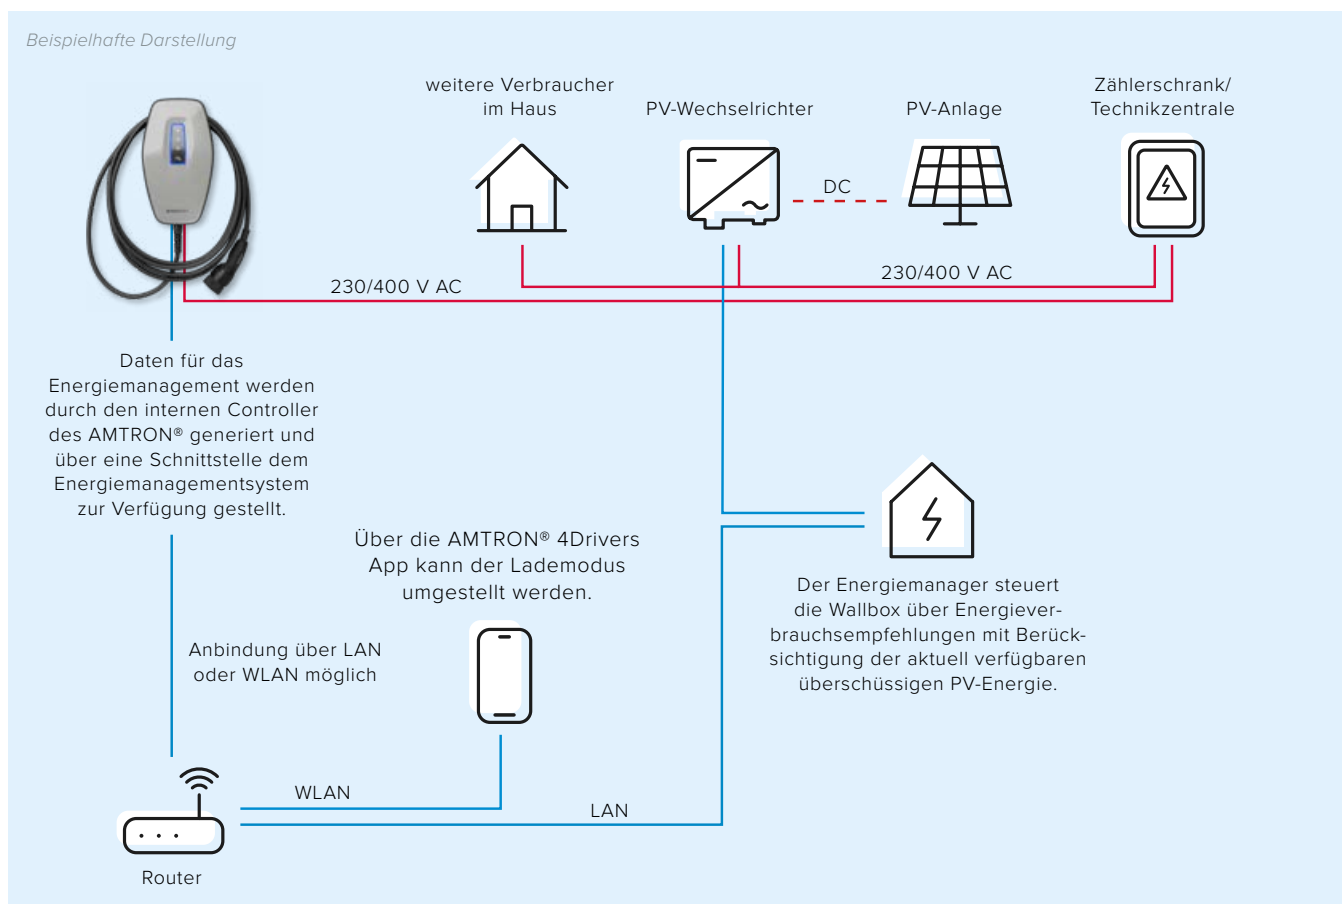 Beispielhafte Darstellung
weitere Verbraucher
im Haus
PV-Wechselrichter
PV-Anlage
Zählerschrank/
Technikzentrale
DC
230/400 V AC
230/400 V AC
Daten für das
Energiemanagement werden
durch den internen Controller
des AMTRON® generiert und
über eine Schnittstelle dem
Energiemanagementsystem
zur Verfügung gestellt.
Über die AMTRON® 4Drivers
App kann der Lademodus
umgestellt werden.
Der Energiemanager steuert
die Wallbox über Energiever-
brauchsempfehlungen mit Berück-
sichtigung der aktuell verfügbaren
überschüssigen PV-Energie.
Anbindung über LAN
oder WLAN möglich
WLAN
LAN
Router